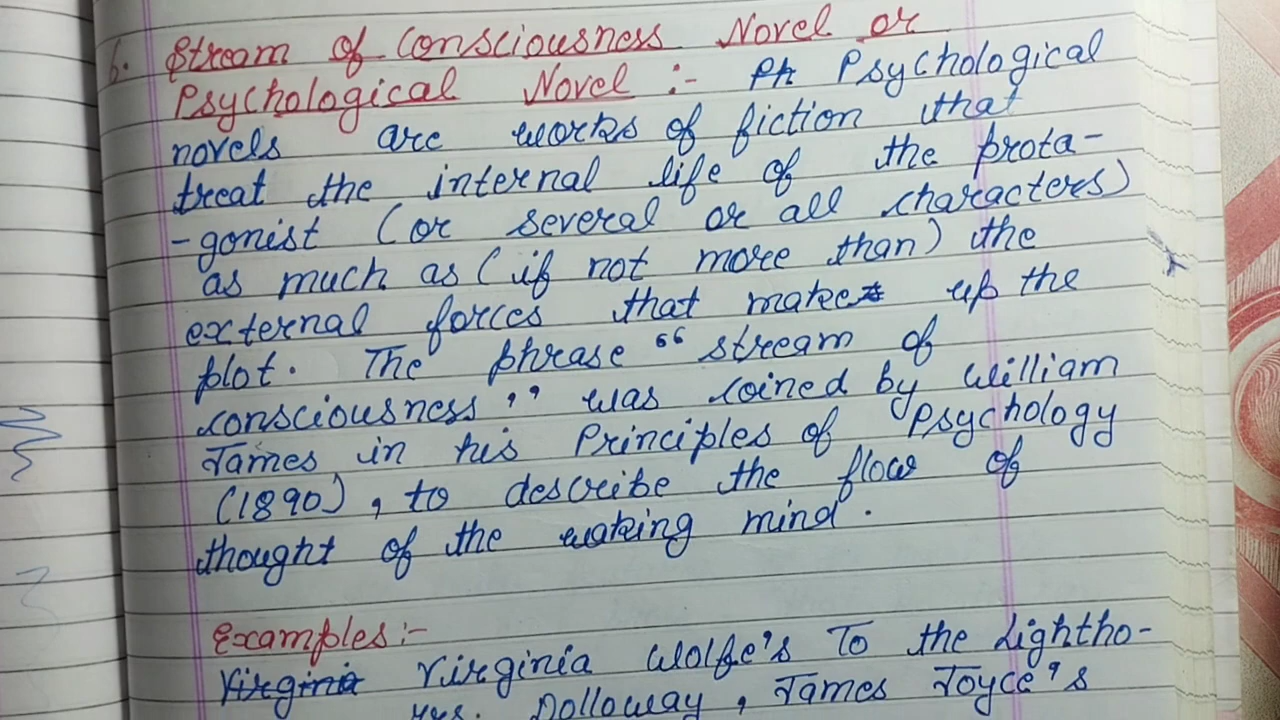 6. Stream of Consciousness Novel or
Psychological Novel :- Ph Psychological
novels are works of fiction that
treat the internal life of the prota-
-gonist (or several or all characters)
as much as (if not more than) the
external forces that make up the
plot. The phrase "stream of
consciousness" was coined by William
James in his Principles of Psychology
(1890), to describe the flow of
thought of the waking mind.
Examples :-
Virginia Virginia Wolfe's To the Lightho-
Mrs. Dolloway, James Joyce's